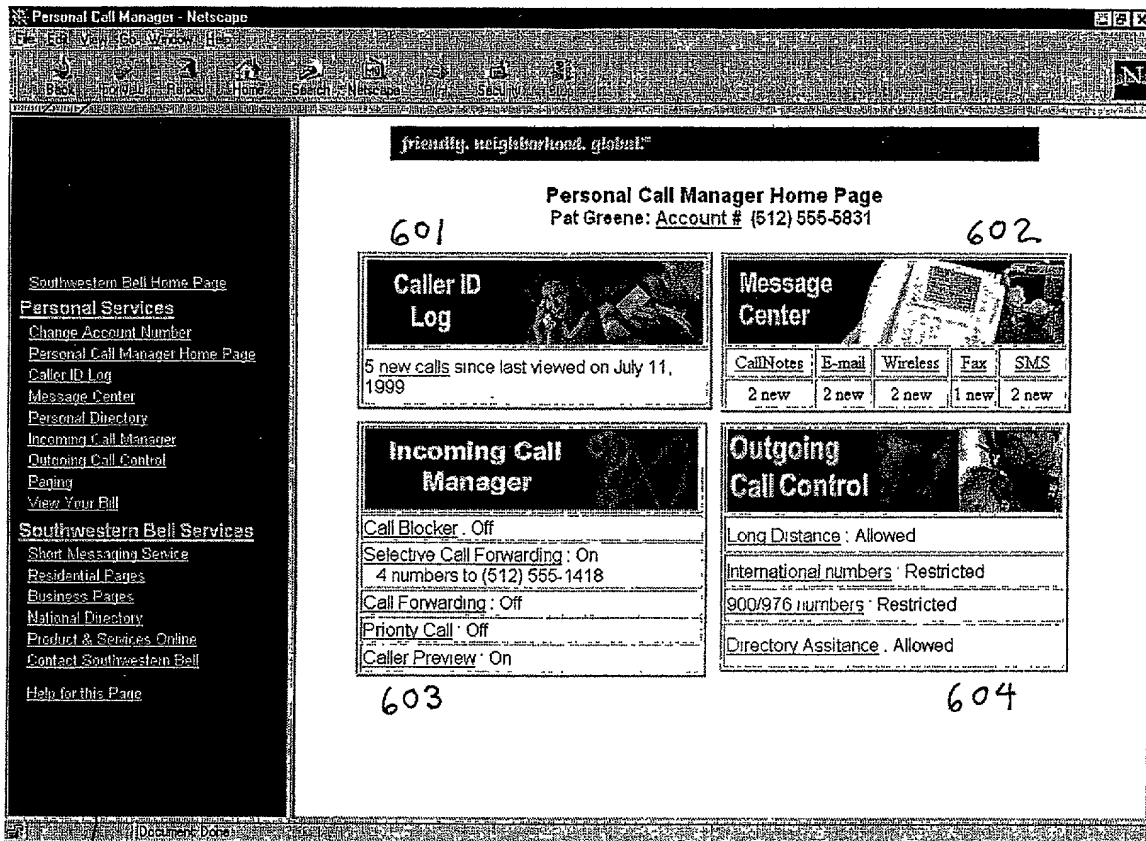 Personal Call Manager - Netscape
File Edit View Go Window Help
Back Forward Reload Home Search Netscape
N
friendly. neighborhood. global.
Personal Call Manager Home Page
Pat Greene: Account # (512) 555-5831
601
602
Southwestern Bell Home Page
Personal Services
Change Account Number
Personal Call Manager Home Page
Caller ID Log
Message Center
Personal Directory
Incoming Call Manager
Outgoing Call Control
Paging
View Your Bill
Southwestern Bell Services
Short Messaging Service
Residential Pages
Business Pages
National Directory
Product & Services Online
Contact Southwestern Bell
Help for this Page
Caller ID
Log
5 new calls since last viewed on July 11,
1999
Message
Center
CallNotes E-mail Wireless Fax SMS
2 new 2 new 2 new 1 new 2 new
Incoming Call
Manager
Call Blocker : Off
Selective Call Forwarding : On
4 numbers to (512) 555-1418
Call Forwarding : Off
Priority Call : Off
Caller Preview : On
Outgoing
Call Control
Long Distance : Allowed
International numbers : Restricted
900/976 numbers : Restricted
Directory Assitance : Allowed
603
604
Document: Done